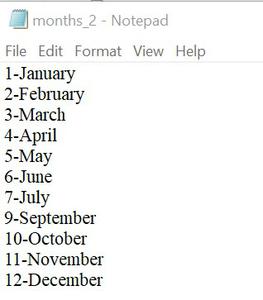 months_2 - Notepad
File Edit Format View Help
1-January
2-February
3-March
4-April
5-May
6-June
7-July
9-September
10-October
11-November
12-December